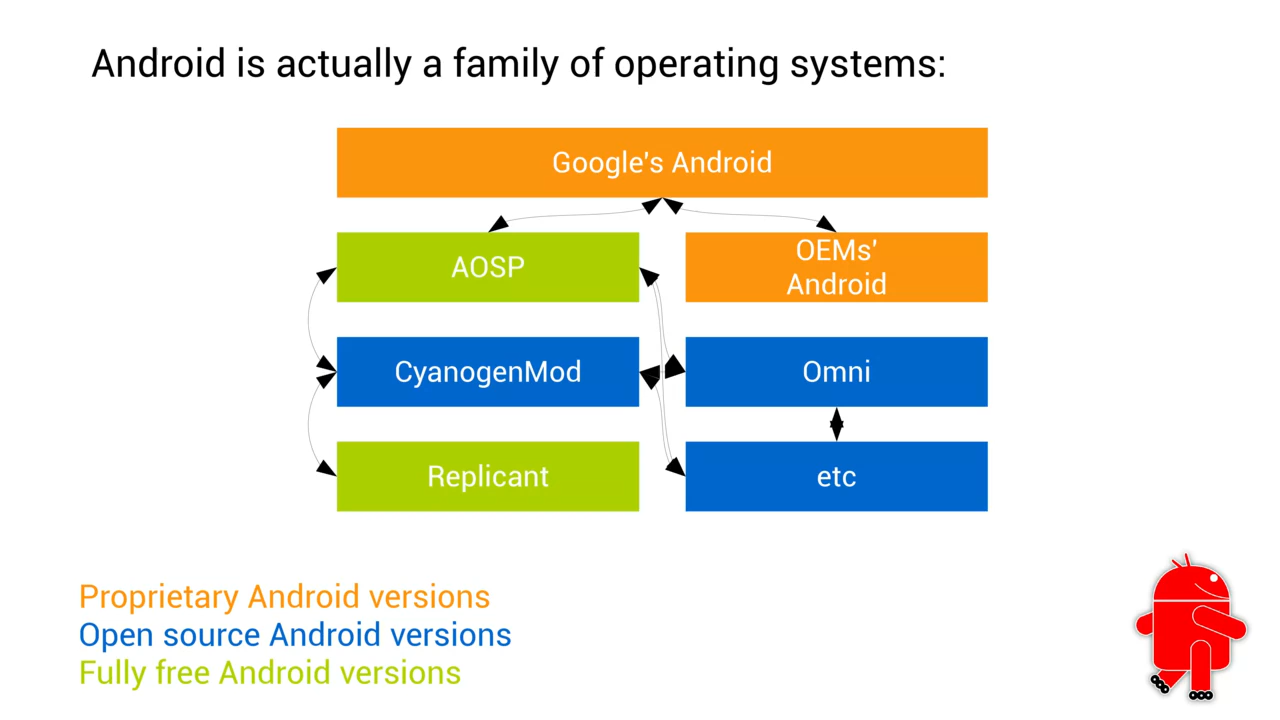 Android is actually a family of operating systems:
Google's Android
AOSP
OEMs'
Android
CyanogenMod
Omni
Replicant
etc
Proprietary Android versions
Open source Android versions
Fully free Android versions